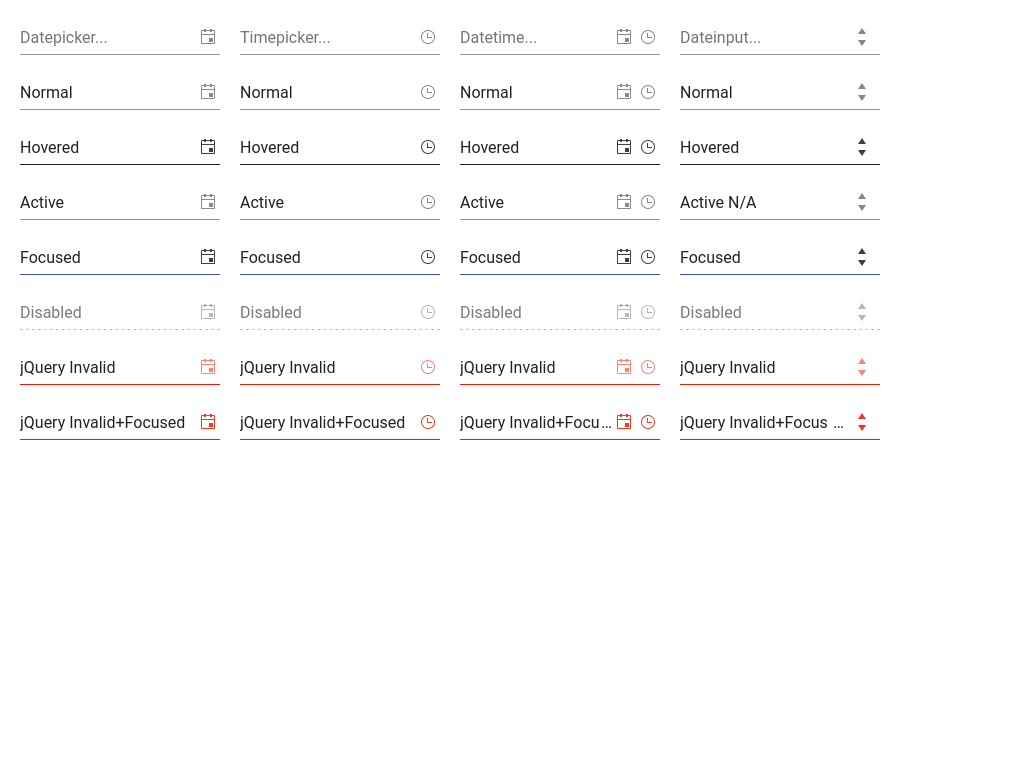 Datepicker... Timepicker... Datetime... Dateinput...
Normal Normal Normal Normal
Hovered Hovered Hovered Hovered
Active Active Active Active N/A
Focused Focused Focused Focused
Disabled Disabled Disabled Disabled
jQuery Invalid jQuery Invalid jQuery Invalid jQuery Invalid
jQuery Invalid+Focused jQuery Invalid+Focused jQuery Invalid+Focu... jQuery Invalid+Focus ...